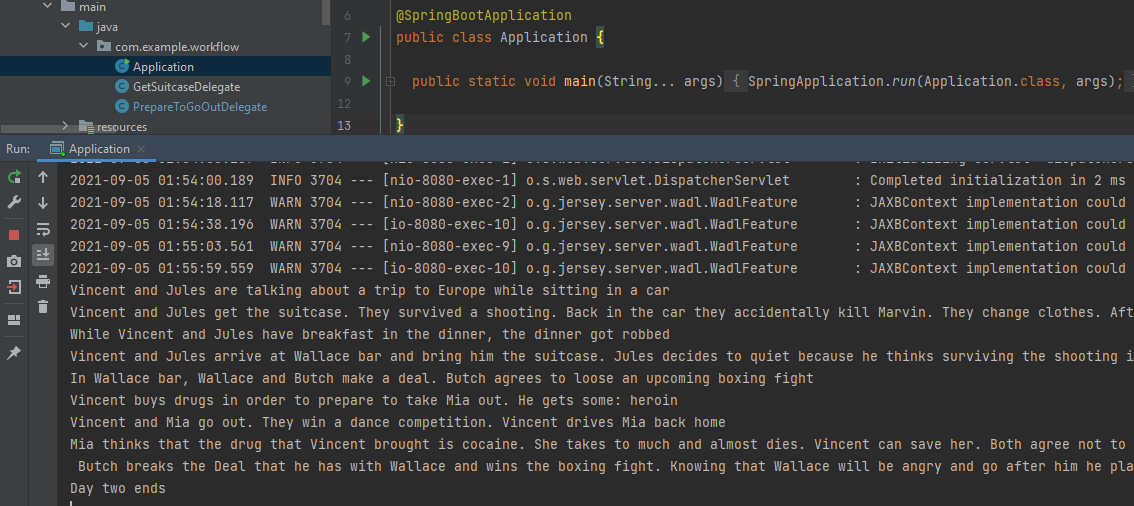 main
java
com.example.workflow
Application
GetSuitcaseDelegate
PrepareToGoOutDelegate
resources
6 @SpringBootApplication
7 public class Application {
8
9 public static void main(String... args) { SpringApplication.run(Application.class, args);
12
13 }
Run: Application
2021-09-05 01:54:00.189 INFO 3704 --- [nio-8080-exec-1] o.s.web.servlet.DispatcherServlet : Completed initialization in 2 ms
2021-09-05 01:54:18.117 WARN 3704 --- [nio-8080-exec-2] o.g.jersey.server.wadl.WadlFeature : JAXBContext implementation could
2021-09-05 01:54:38.196 WARN 3704 --- [io-8080-exec-10] o.g.jersey.server.wadl.WadlFeature : JAXBContext implementation could
2021-09-05 01:55:03.561 WARN 3704 --- [nio-8080-exec-9] o.g.jersey.server.wadl.WadlFeature : JAXBContext implementation could
2021-09-05 01:55:59.559 WARN 3704 --- [io-8080-exec-10] o.g.jersey.server.wadl.WadlFeature : JAXBContext implementation could
Vincent and Jules are talking about a trip to Europe while sitting in a car
Vincent and Jules get the suitcase. They survived a shooting. Back in the car they accidentally kill Marvin. They change clothes. Aft
While Vincent and Jules have breakfast in the dinner, the dinner got robbed
Vincent and Jules arrive at Wallace bar and bring him the suitcase. Jules decides to quiet because he thinks surviving the shooting i
In Wallace bar, Wallace and Butch make a deal. Butch agrees to loose an upcoming boxing fight
Vincent buys drugs in order to prepare to take Mia out. He gets some: heroin
Vincent and Mia go out. They win a dance competition. Vincent drives Mia back home
Mia thinks that the drug that Vincent brought is cocaine. She takes to much and almost dies. Vincent can save her. Both agree not to
Butch breaks the Deal that he has with Wallace and wins the boxing fight. Knowing that Wallace will be angry and go after him he pla
Day two ends